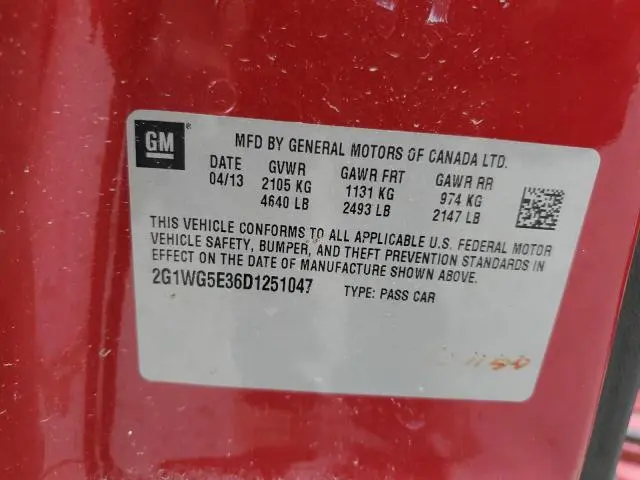 GM ® MFD BY GENERAL MOTORS OF CANADA LTD.
DATE GVWR GAWR FRT GAWR RR
04/13 2105 KG 1131 KG 974 KG
4640 LB 2493 LB 2147 LB
THIS VEHICLE CONFORMS TO ALL APPLICABLE U.S. FEDERAL MOTOR
VEHICLE SAFETY, BUMPER, AND THEFT PREVENTION STANDARDS IN
EFFECT ON THE DATE OF MANUFACTURE SHOWN ABOVE.
2G1WG5E36D1251047 TYPE: PASS CAR